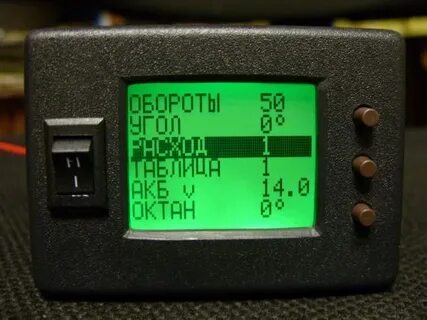 ОБОРОТЫ 50
УГОЛ 0°
РАСХОД 1
ТАБЛИЦА 1
АКБ v 14.0
ОКТАН 0°